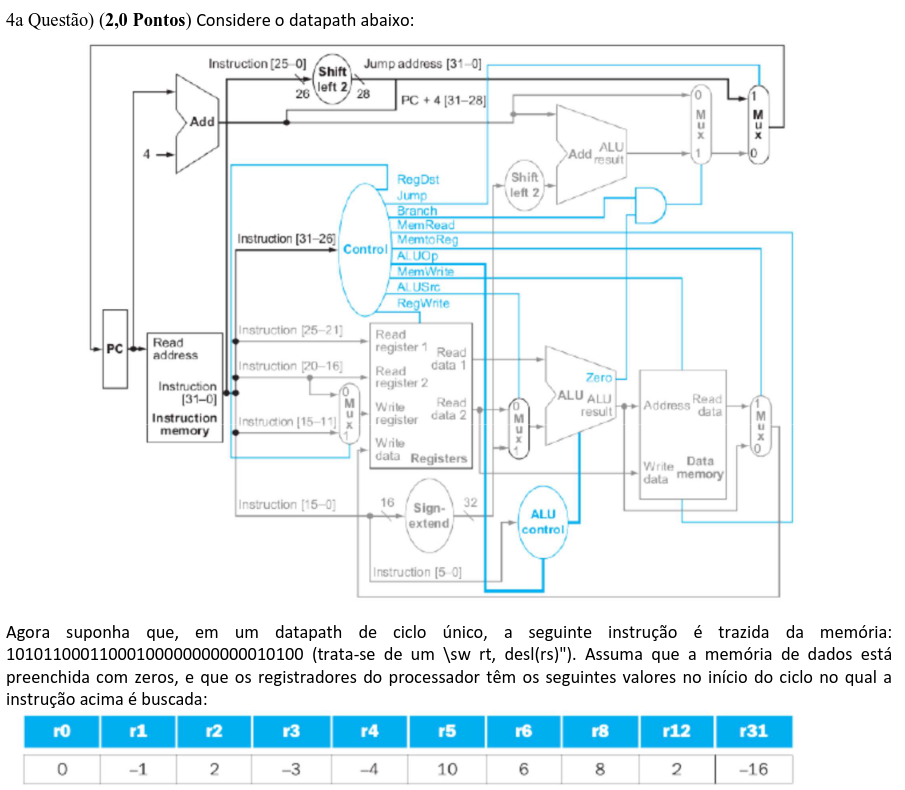 4a Questão) (2,0 Pontos) Considere o datapath abaixo:
Instruction [25–0]
Shift
left 2
Jump address [31–0]
26
28
PC + 4 [31–28]
Add
4
0
M
u
x
1
1
M
u
x
0
Add
ALU
result
Shift
left 2
RegDst
Jump
Branch
MemRead
MemtoReg
ALUOp
MemWrite
ALUSrc
RegWrite
Control
Instruction [31–26]
PC
Read
address
Instruction
[31–0]
Instruction
memory
Instruction [25–21]
Instruction [20–16]
Instruction [15–11]
0
M
u
x
1
Read
register 1
Read
register 2
Write
register
Write
data
Read
data 1
Read
data 2
Registers
0
M
u
x
1
Zero
ALU
ALU
result
Address
Read
data
Write
data
Data
memory
1
M
u
x
0
Instruction [15–0]
16
Sign-
extend
32
ALU
control
Instruction [5–0]
Agora suponha que, em um datapath de ciclo único, a seguinte instrução é trazida da memória:
10101100011000100000000000010100 (trata-se de um \sw rt, desl(rs)"). Assuma que a memória de dados está
preenchida com zeros, e que os registradores do processador têm os seguintes valores no início do ciclo no qual a
instrução acima é buscada:
r0 r1 r2 r3 r4 r5 r6 r8 r12 r31
0 –1 2 –3 –4 10 6 8 2 –16